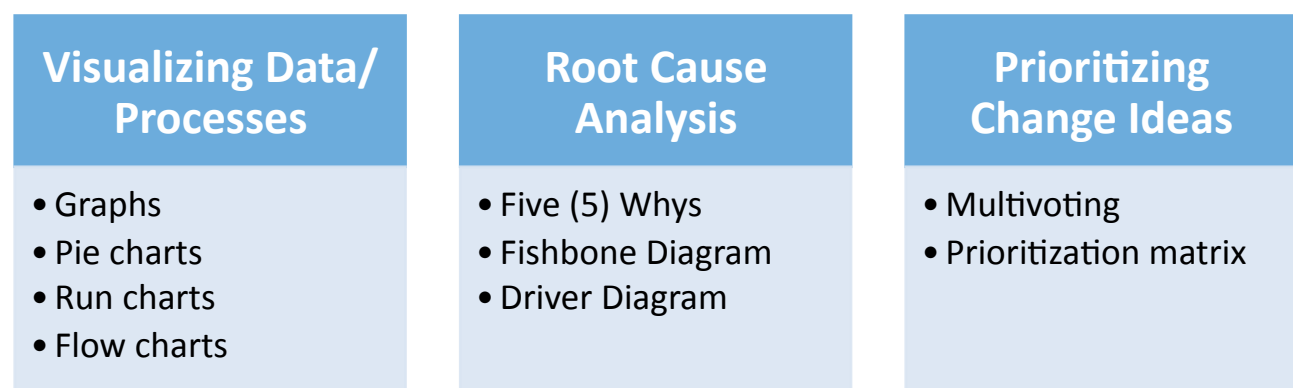 Visualizing Data/
Processes
• Graphs
• Pie charts
• Run charts
• Flow charts
Root Cause
Analysis
• Five (5) Whys
• Fishbone Diagram
• Driver Diagram
Prioritizing
Change Ideas
• Multivoting
• Prioritization matrix